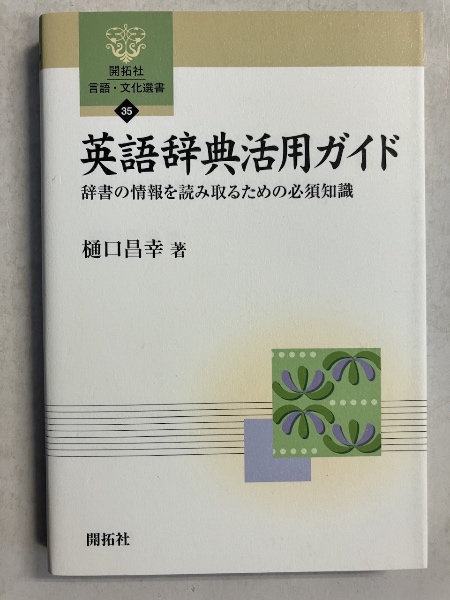 開拓社
言語・文化選書
35
英語辞典活用ガイド
辞書の情報を読み取るための必須知識
樋口昌幸 著
開拓社